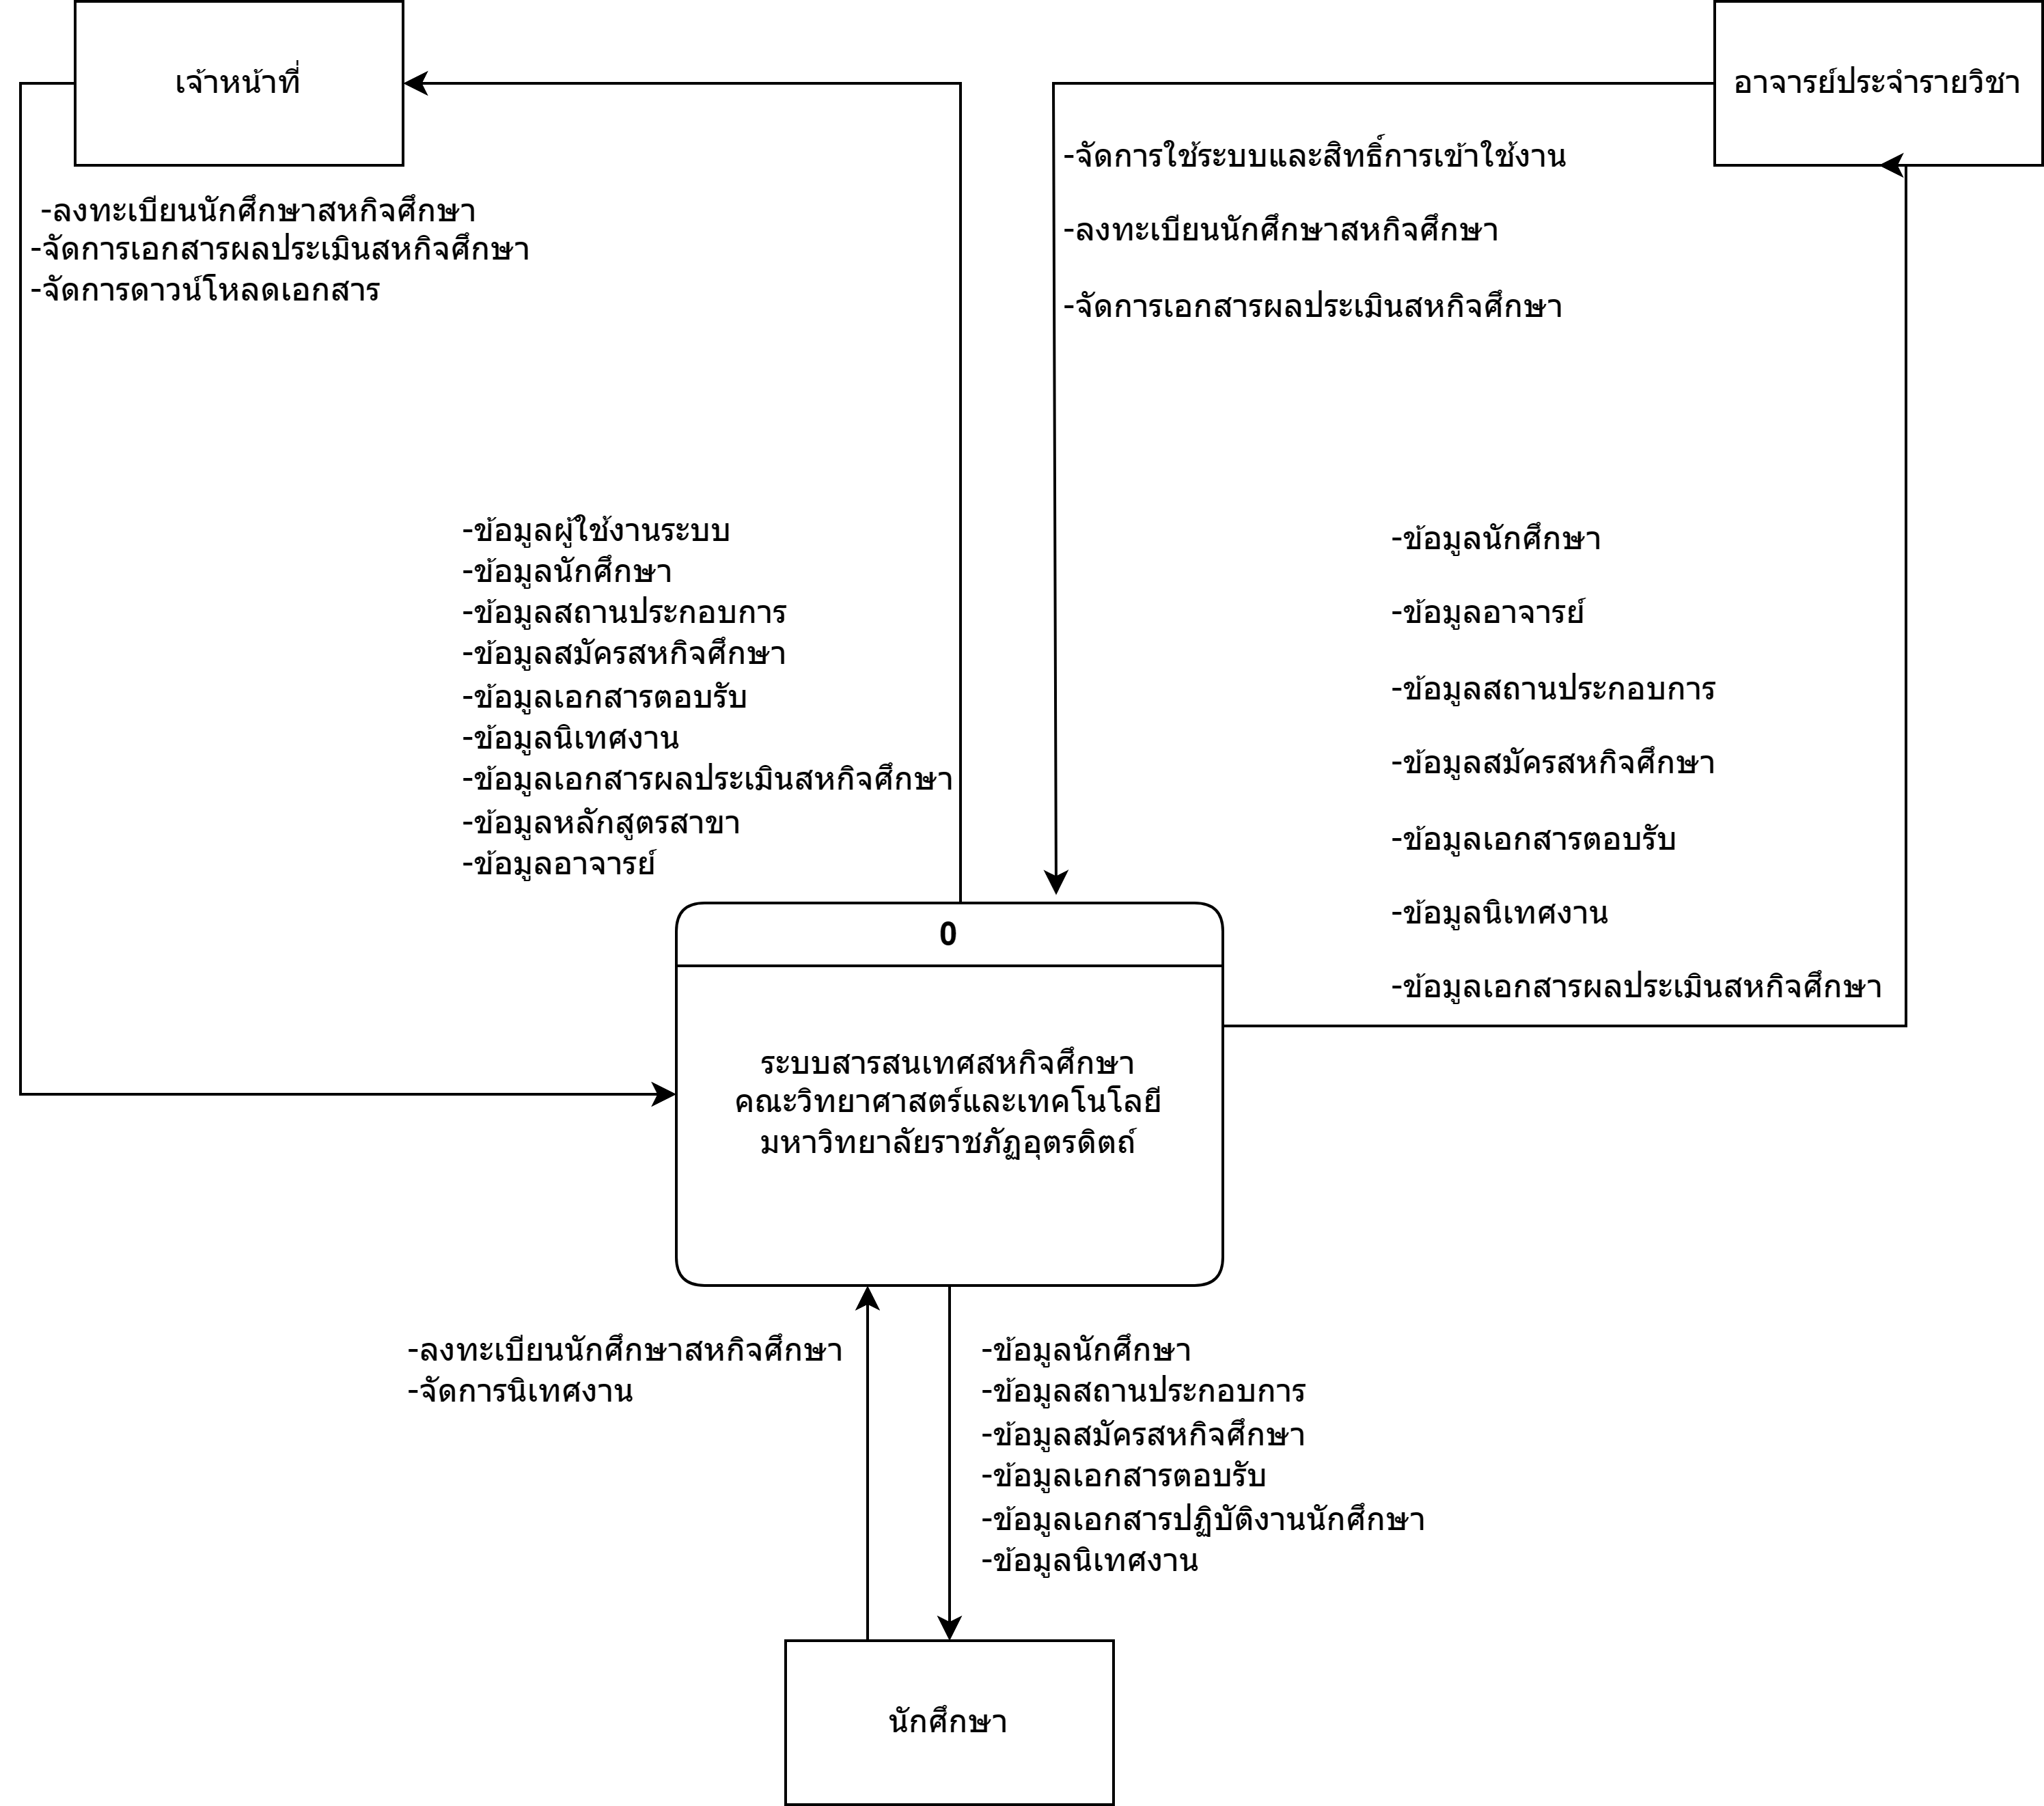 เจ้าหน้าที่
อาจารย์ประจำรายวิชา
-ลงทะเบียนนักศึกษาสหกิจศึกษา
-จัดการเอกสารผลประเมินสหกิจศึกษา
-จัดการดาวน์โหลดเอกสาร
-จัดการใช้ระบบและสิทธิ์การเข้าใช้งาน
-ลงทะเบียนนักศึกษาสหกิจศึกษา
-จัดการเอกสารผลประเมินสหกิจศึกษา
-ข้อมูลผู้ใช้งานระบบ
-ข้อมูลนักศึกษา
-ข้อมูลสถานประกอบการ
-ข้อมูลสมัครสหกิจศึกษา
-ข้อมูลเอกสารตอบรับ
-ข้อมูลนิเทศงาน
-ข้อมูลเอกสารผลประเมินสหกิจศึกษา
-ข้อมูลหลักสูตรสาขา
-ข้อมูลอาจารย์
-ข้อมูลนักศึกษา
-ข้อมูลอาจารย์
-ข้อมูลสถานประกอบการ
-ข้อมูลสมัครสหกิจศึกษา
-ข้อมูลเอกสารตอบรับ
-ข้อมูลนิเทศงาน
-ข้อมูลเอกสารผลประเมินสหกิจศึกษา
0
ระบบสารสนเทศสหกิจศึกษา
คณะวิทยาศาสตร์และเทคโนโลยี
มหาวิทยาลัยราชภัฏอุตรดิตถ์
-ลงทะเบียนนักศึกษาสหกิจศึกษา
-จัดการนิเทศงาน
-ข้อมูลนักศึกษา
-ข้อมูลสถานประกอบการ
-ข้อมูลสมัครสหกิจศึกษา
-ข้อมูลเอกสารตอบรับ
-ข้อมูลเอกสารปฏิบัติงานนักศึกษา
-ข้อมูลนิเทศงาน
นักศึกษา